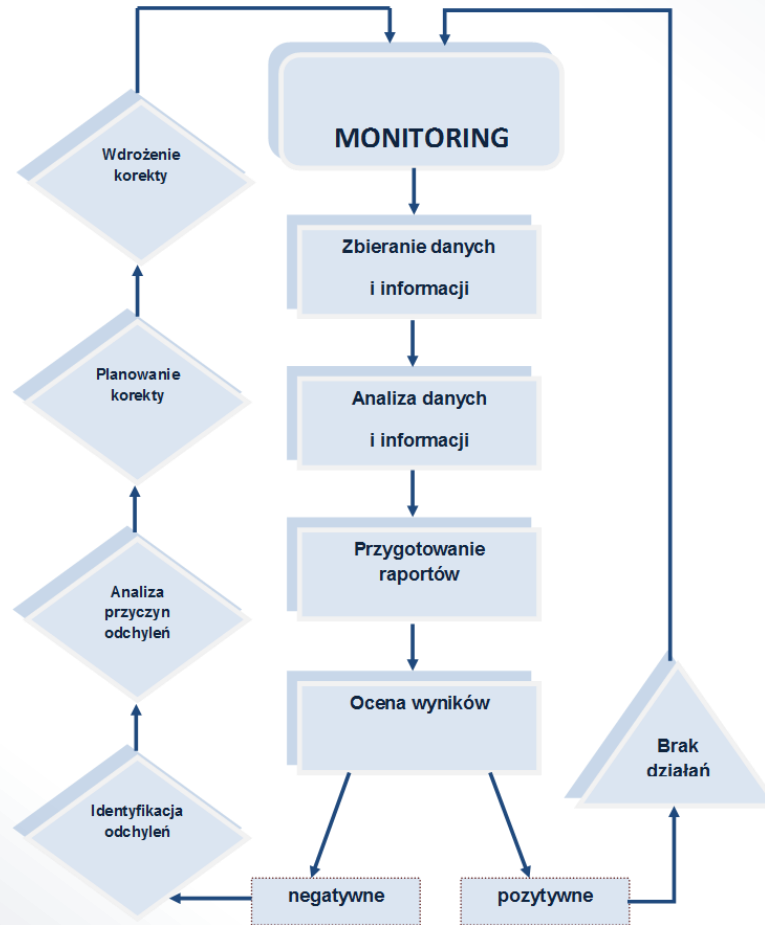 MONITORING
Zbieranie danych
i informacji
Analiza danych
i informacji
Przygotowanie
raportów
Ocena wyników
negatywne
pozytywne
Identyfikacja
odchyleń
Analiza
przyczyn
odchyleń
Planowanie
korekty
Wdrożenie
korekty
Brak
działań